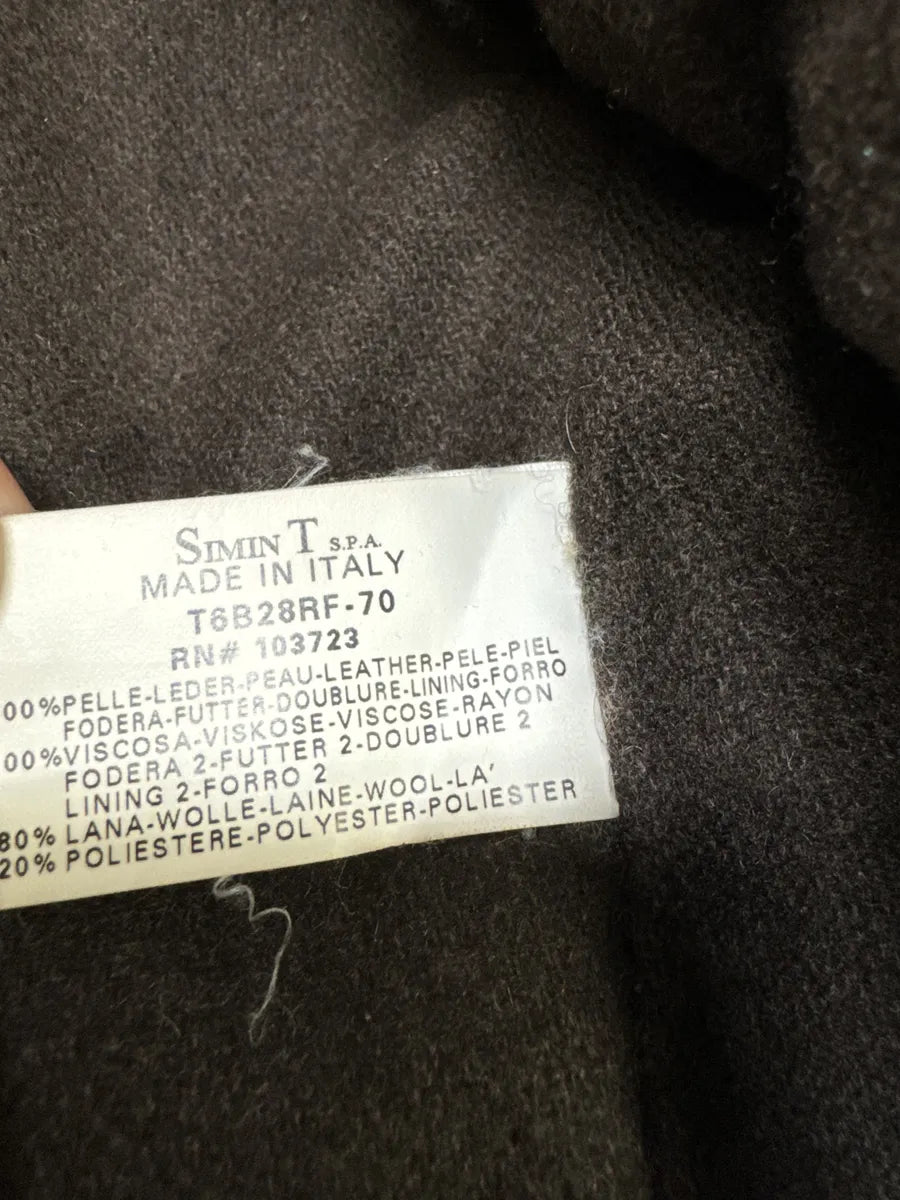 SIMIN T S.P.A.
MADE IN ITALY
T6B28RF-70
RN# 103723
00%PELLE-LEDER-PEAU-LEATHER-PELE-PIEL
FODERA-FUTTER-DOUBLURE-LINING-FORRO
00%VISCOSA-VISKOSE-VISCOSE-RAYON
FODERA 2-FUTTER 2-DOUBLURE 2
LINING 2-FORRO 2
80% LANA-WOLLE-LAINE-WOOL-LA'
20% POLIESTERE-POLYESTER-POLIESTER